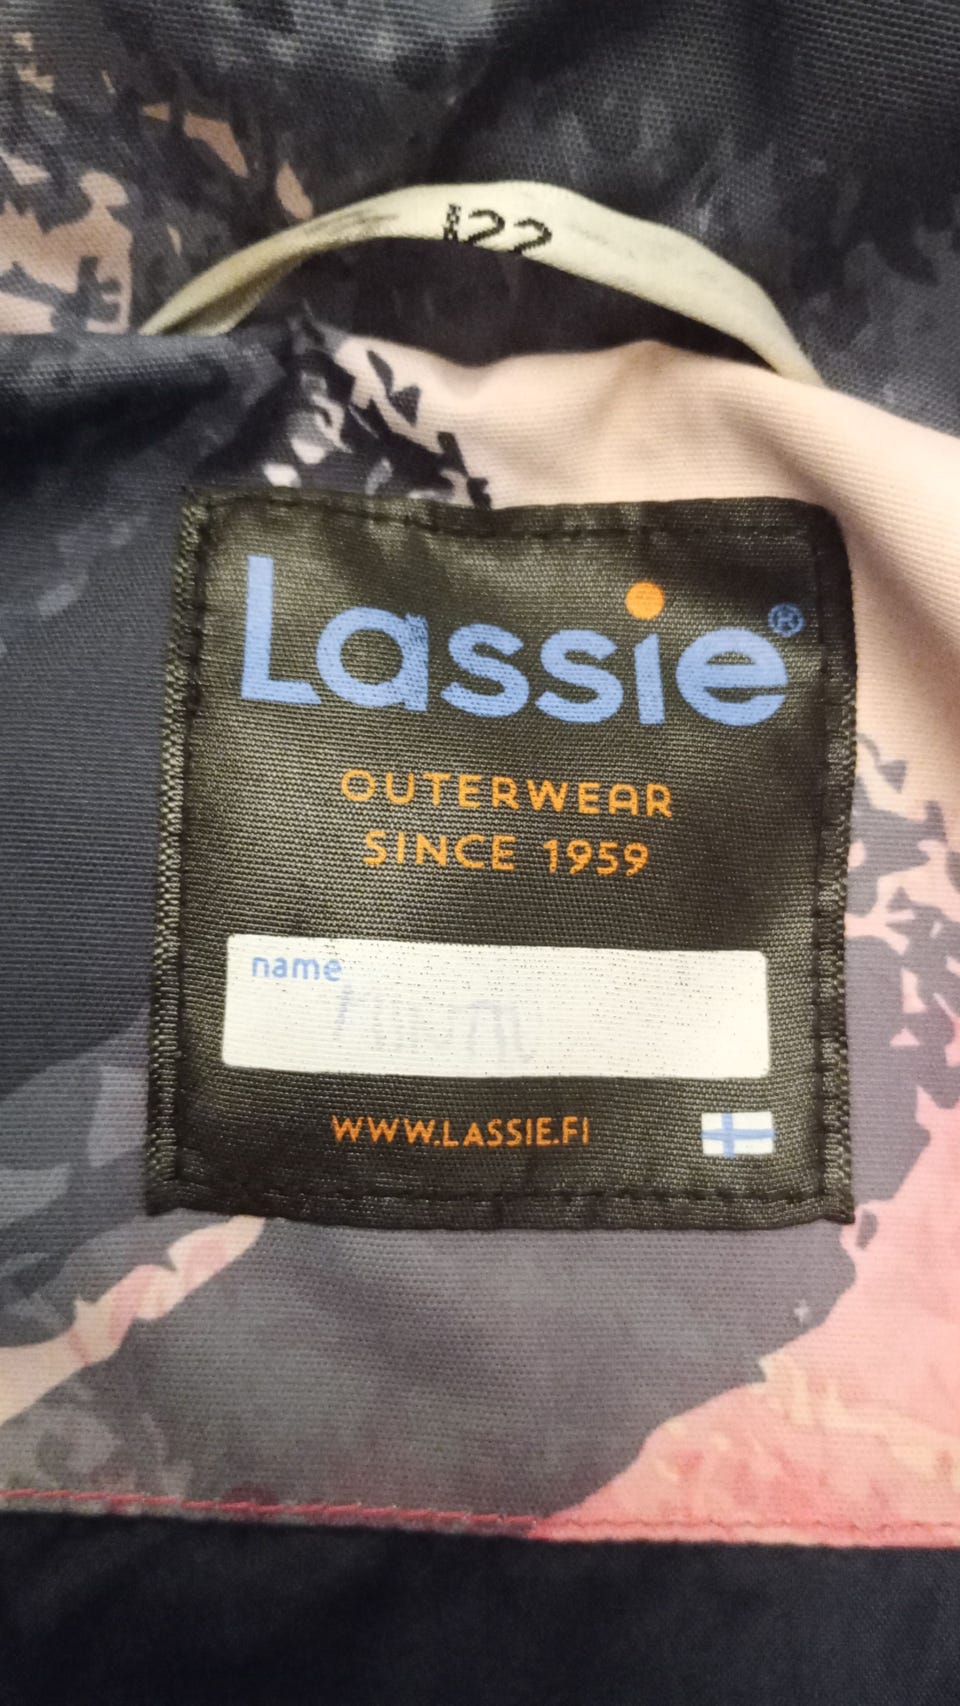 122
Lassie®
OUTERWEAR
SINCE 1959
name
WWW.LASSIE.FI